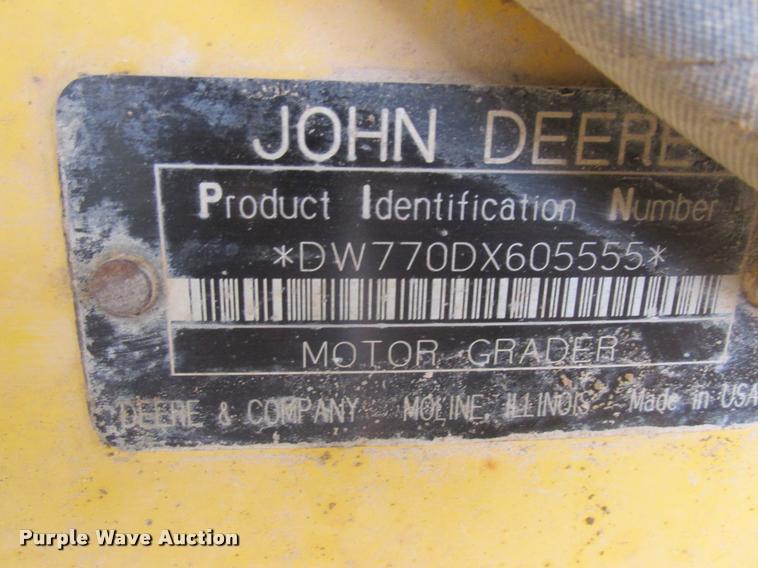 JOHN DEERE
Product Identification Number
*DW770DX605555*
MOTOR GRADER
DEERE & COMPANY MOLINE, ILLINOIS Made in USA
Purple Wave Auction